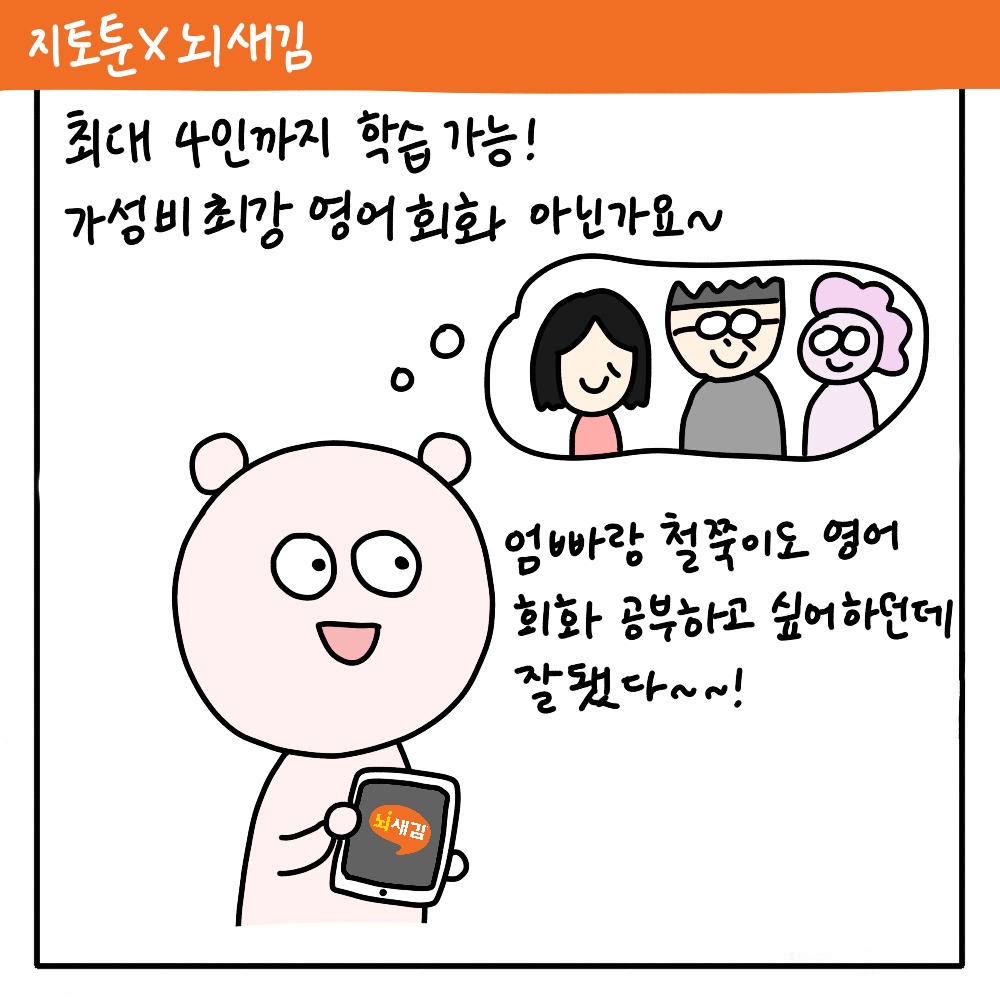 지토툰 X 뇌새김
최대 4인까지 학습 가능!
가성비 최강 영어 회화 아닌가요~
엄빠랑 철쭉이도 영어
회화 공부하고 싶어하던데
잘됐다~~!
뇌새김